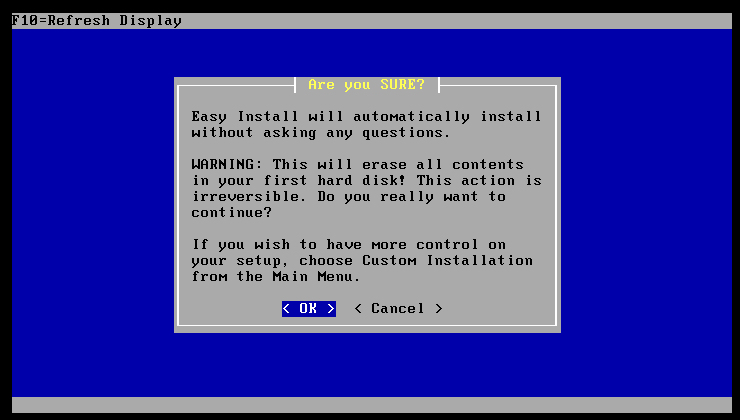 F10=Refresh Display
Are you SURE?
Easy Install will automatically install
without asking any questions.
WARNING: This will erase all contents
in your first hard disk! This action is
irreversible. Do you really want to
continue?
If you wish to have more control on
your setup, choose Custom Installation
from the Main Menu.
< OK > < Cancel >